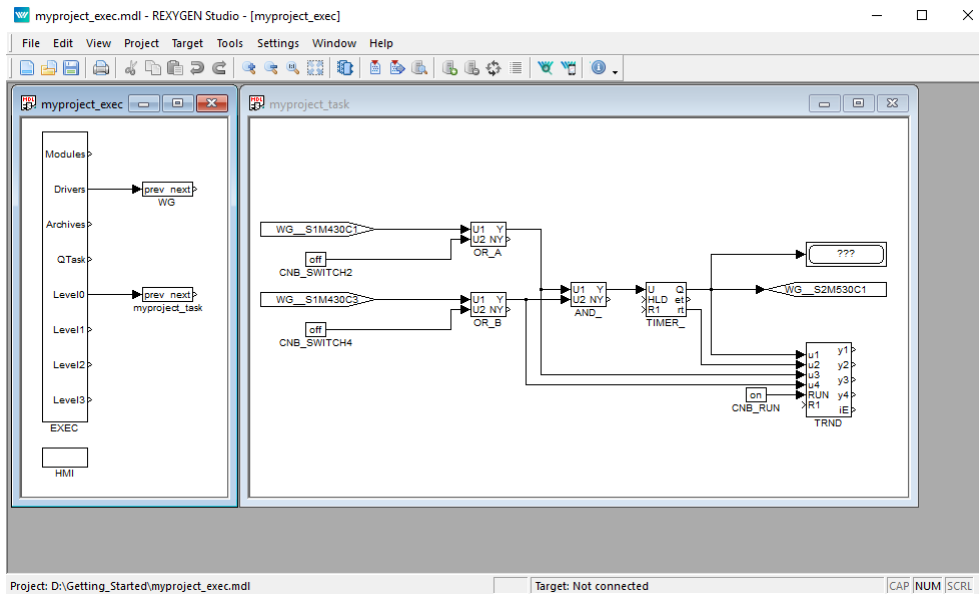 myproject_exec.mdl - REXYGEN Studio - [myproject_exec]
File Edit View Project Target Tools Settings Window Help
myproject_exec
myproject_task
Modules
Drivers
prev next
WG
Archives
QTask
Level0
prev next
myproject_task
Level1
Level2
Level3
EXEC
HMI
WG__S1M430C1
off
CNB_SWITCH2
U1 Y
U2 NY
OR_A
WG__S1M430C3
off
CNB_SWITCH4
U1 Y
U2 NY
OR_B
U1 Y
U2 NY
AND_
U Q
HLD et
R1 rt
TIMER_
???
WG__S2M530C1
on
CNB_RUN
u1 y1
u2 y2
u3 y3
u4
RUN y4
R1 iE
TRND
Project: D:\Getting_Started\myproject_exec.mdl
Target: Not connected
CAP NUM SCRL